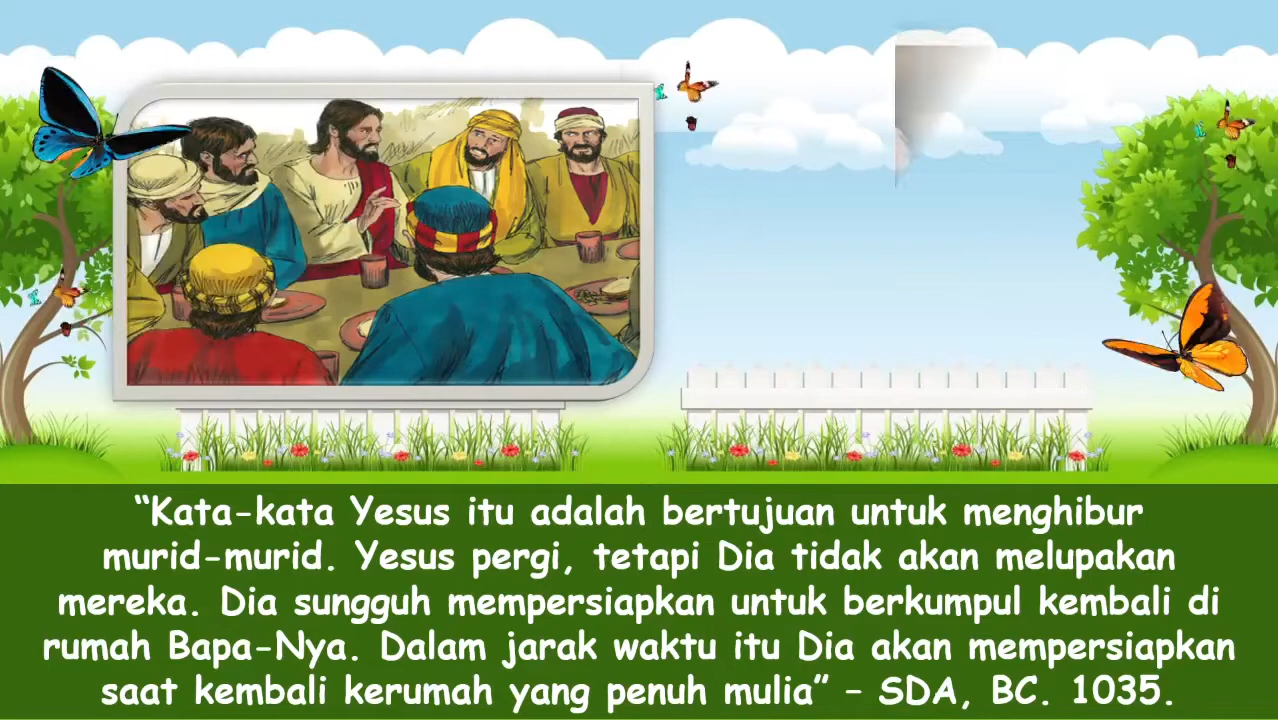 “Kata-kata Yesus itu adalah bertujuan untuk menghibur
murid-murid. Yesus pergi, tetapi Dia tidak akan melupakan
mereka. Dia sungguh mempersiapkan untuk berkumpul kembali di
rumah Bapa-Nya. Dalam jarak waktu itu Dia akan mempersiapkan
saat kembali kerumah yang penuh mulia” – SDA, BC. 1035.